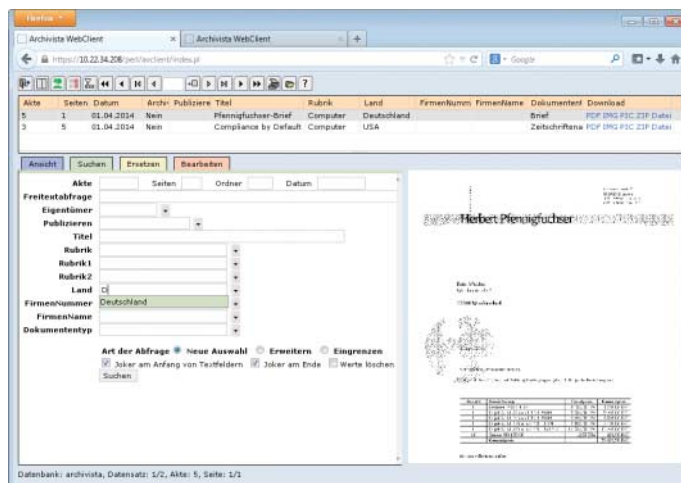 Firefox
Archivista WebClient
Archivista WebClient
https://10.22.34.208/perl/avclient/index.pl
Google
Akte Seiten Datum Archi Publiziere Titel Rubrik Land FirmenNumm FirmenName Dokumentent Download
5 1 01.04.2014 Nein Pfennigfuchser-Brief Computer Deutschland Brief PDF IMG PIC ZIP Datei
3 5 01.04.2014 Nein Compliance by Default Computer USA Zeitschriftena PDF IMG PIC ZIP Datei
Ansicht Suchen Ersetzen Bearbeiten
Akte Seiten Ordner Datum
Freitextabfrage
Eigentümer
Publizieren
Titel
Rubrik
Rubrik1
Rubrik2
Land D
FirmenNummer Deutschland
FirmenName
Dokumententyp
Art der Abfrage Neue Auswahl Erweitern Eingrenzen
Joker am Anfang von Textfeldern Joker am Ende Werte löschen
Suchen
Herbert Pfennigfuchser
Datenbank: archivista, Datensatz: 1/2, Akte: 5, Seite: 1/1